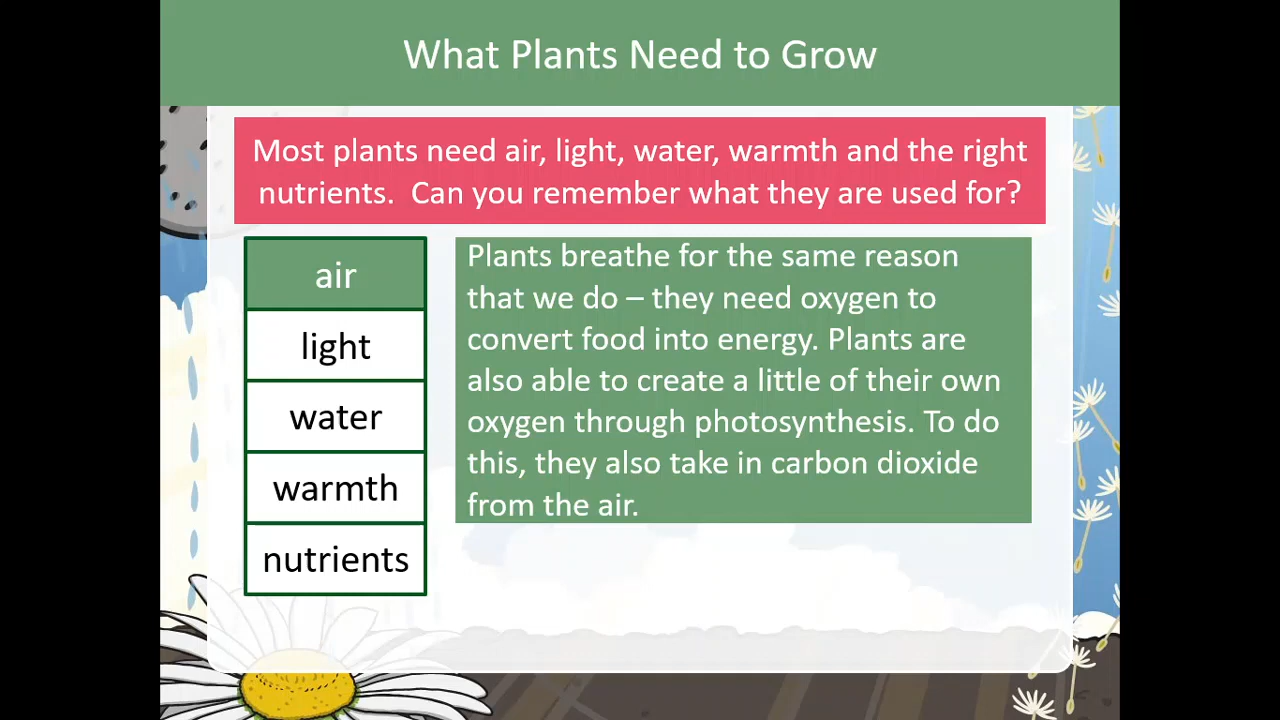 What Plants Need to Grow
Most plants need air, light, water, warmth and the right
nutrients.  Can you remember what they are used for?
air
light
water
warmth
nutrients
Plants breathe for the same reason
that we do – they need oxygen to
convert food into energy. Plants are
also able to create a little of their own
oxygen through photosynthesis. To do
this, they also take in carbon dioxide
from the air.